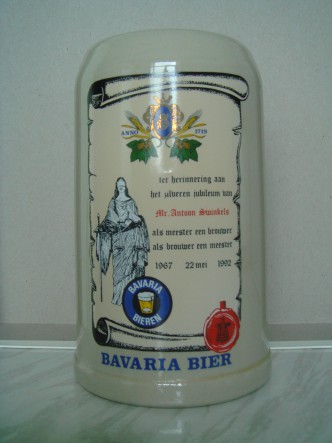 ANNO 1719
ter herinnering aan
het zilveren jubileum van
Mr. Antoon Swinkels
als meester een brouwer
als brouwer een meester
1967 22 mei 1992
BAVARIA
BIEREN
BAVARIA BIER